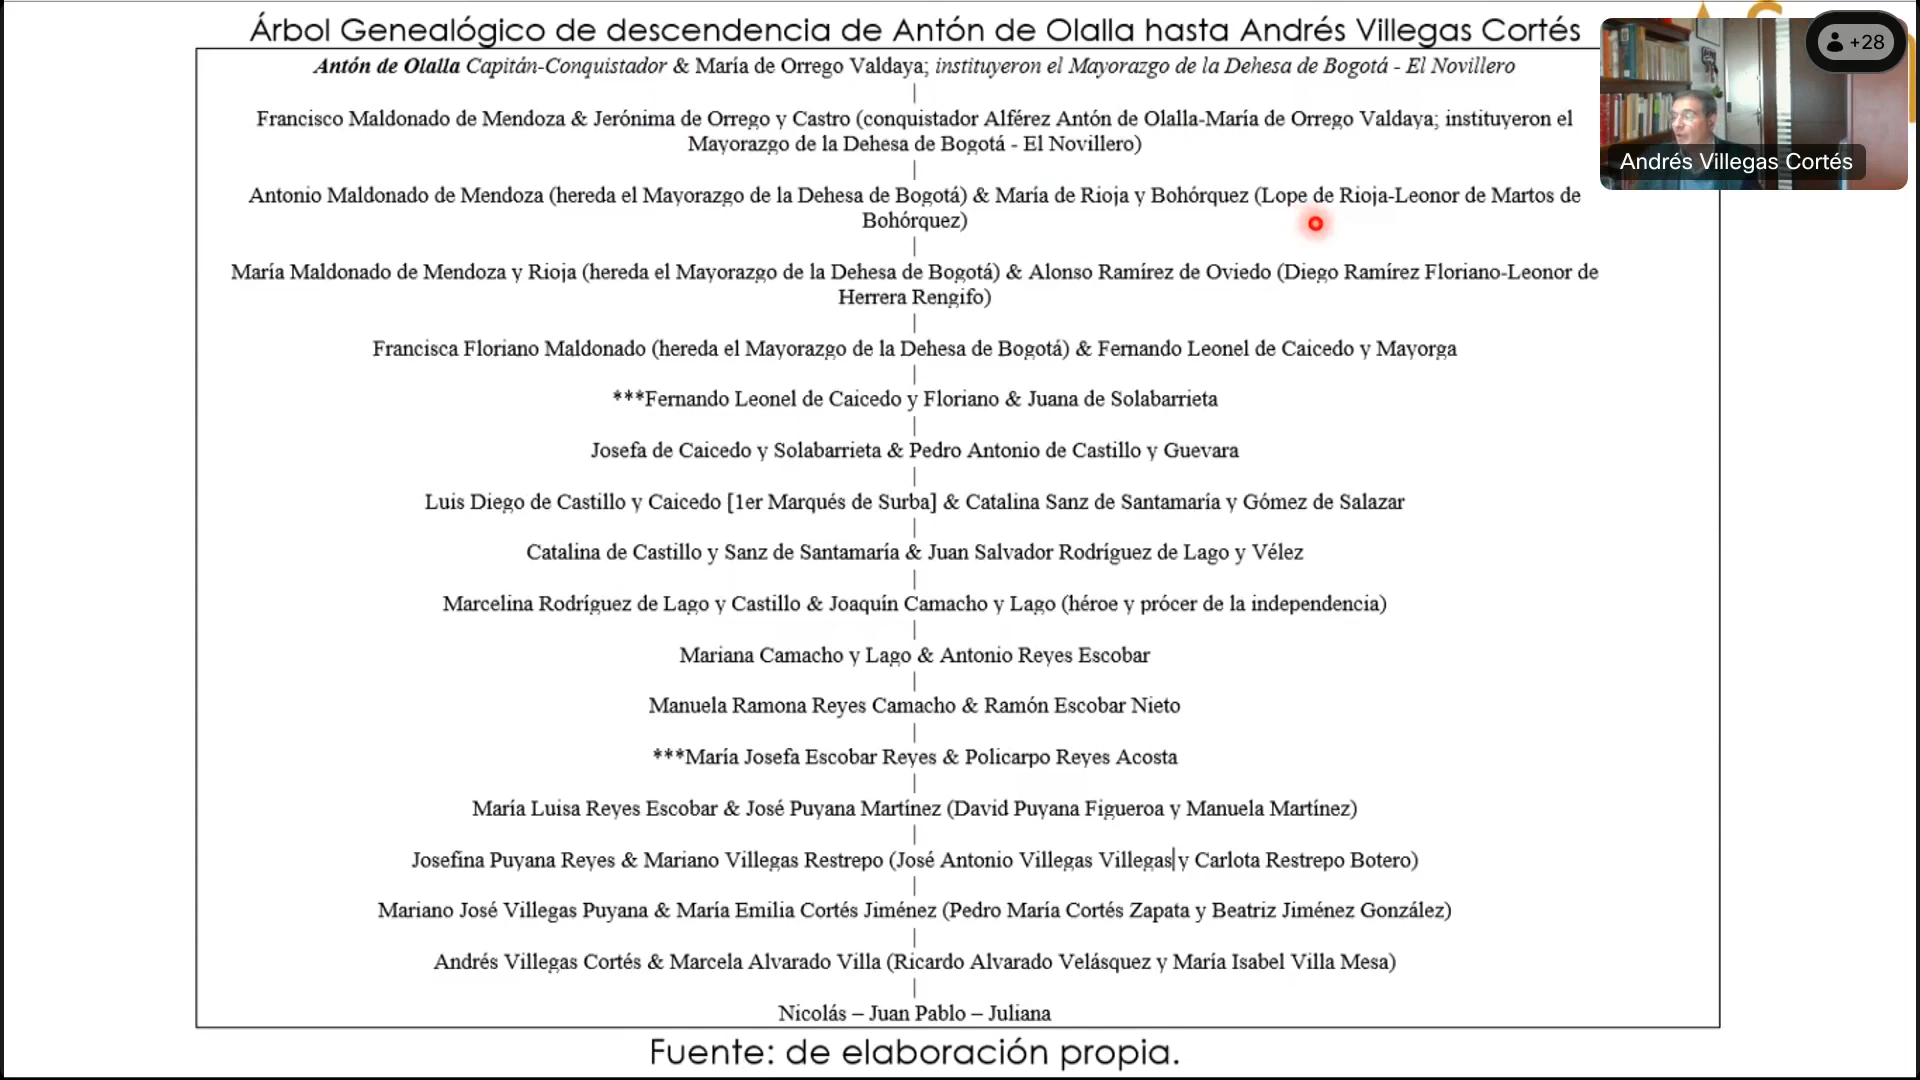 Árbol Genealógico de descendencia de Antón de Olalla hasta Andrés Villegas Cortés
+28
Antón de Olalla Capitán-Conquistador & María de Orrego Valdaya; instituyeron el Mayorazgo de la Dehesa de Bogotá - El Novillero
Francisco Maldonado de Mendoza & Jerónima de Orrego y Castro (conquistador Alférez Antón de Olalla-María de Orrego Valdaya; instituyeron el
Mayorazgo de la Dehesa de Bogotá - El Novillero)
Andrés Villegas Cortés
Antonio Maldonado de Mendoza (hereda el Mayorazgo de la Dehesa de Bogotá) & María de Rioja y Bohórquez (Lope de Rioja-Leonor de Martos de
Bohórquez)
María Maldonado de Mendoza y Rioja (hereda el Mayorazgo de la Dehesa de Bogotá) & Alonso Ramírez de Oviedo (Diego Ramírez Floriano-Leonor de
Herrera Rengifo)
Francisca Floriano Maldonado (hereda el Mayorazgo de la Dehesa de Bogotá) & Fernando Leonel de Caicedo y Mayorga
***Fernando Leonel de Caicedo y Floriano & Juana de Solabarrieta
Josefa de Caicedo y Solabarrieta & Pedro Antonio de Castillo y Guevara
Luis Diego de Castillo y Caicedo [1er Marqués de Surba] & Catalina Sanz de Santamaría y Gómez de Salazar
Catalina de Castillo y Sanz de Santamaría & Juan Salvador Rodríguez de Lago y Vélez
Marcelina Rodríguez de Lago y Castillo & Joaquín Camacho y Lago (héroe y prócer de la independencia)
Mariana Camacho y Lago & Antonio Reyes Escobar
Manuela Ramona Reyes Camacho & Ramón Escobar Nieto
***María Josefa Escobar Reyes & Policarpo Reyes Acosta
María Luisa Reyes Escobar & José Puyana Martínez (David Puyana Figueroa y Manuela Martínez)
Josefina Puyana Reyes & Mariano Villegas Restrepo (José Antonio Villegas Villegas y Carlota Restrepo Botero)
Mariano José Villegas Puyana & María Emilia Cortés Jiménez (Pedro María Cortés Zapata y Beatriz Jiménez González)
Andrés Villegas Cortés & Marcela Alvarado Villa (Ricardo Alvarado Velásquez y María Isabel Villa Mesa)
Nicolás – Juan Pablo – Juliana
Fuente: de elaboración propia.